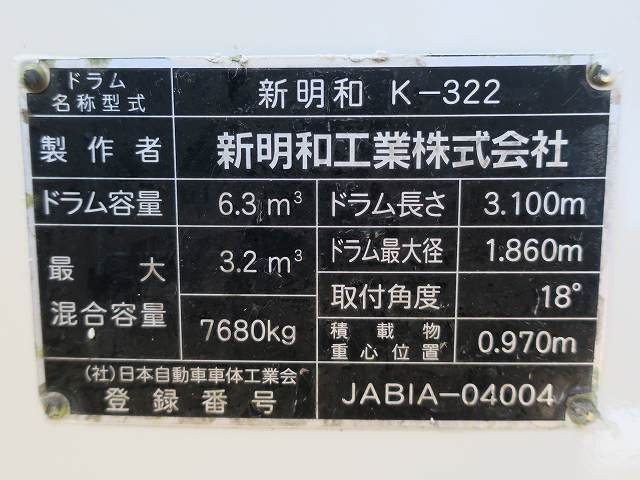 ドラム
名称型式
新明和 K-322
製作者
新明和工業株式会社
ドラム容量
6.3 m³
ドラム長さ
3.100m
最大
混合容量
3.2 m³
7680kg
ドラム最大径
1.860m
取付角度
18°
積載物
重心位置
0.970m
(社)日本自動車車体工業会
登録番号
JABIA-04004